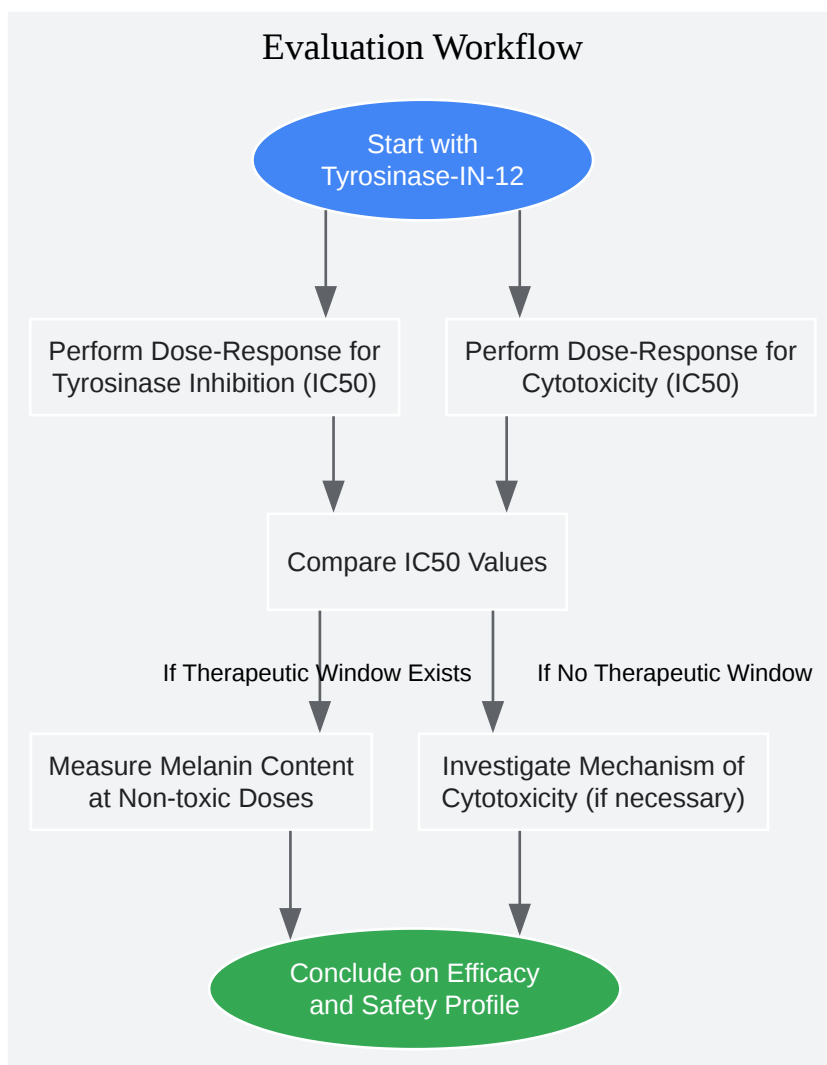 Evaluation Workflow
Start with
Tyrosinase-IN-12
Perform Dose-Response for
Tyrosinase Inhibition (IC50)
Perform Dose-Response for
Cytotoxicity (IC50)
Compare IC50 Values
If Therapeutic Window Exists
If No Therapeutic Window
Measure Melanin Content
at Non-toxic Doses
Investigate Mechanism of
Cytotoxicity (if necessary)
Conclude on Efficacy
and Safety Profile